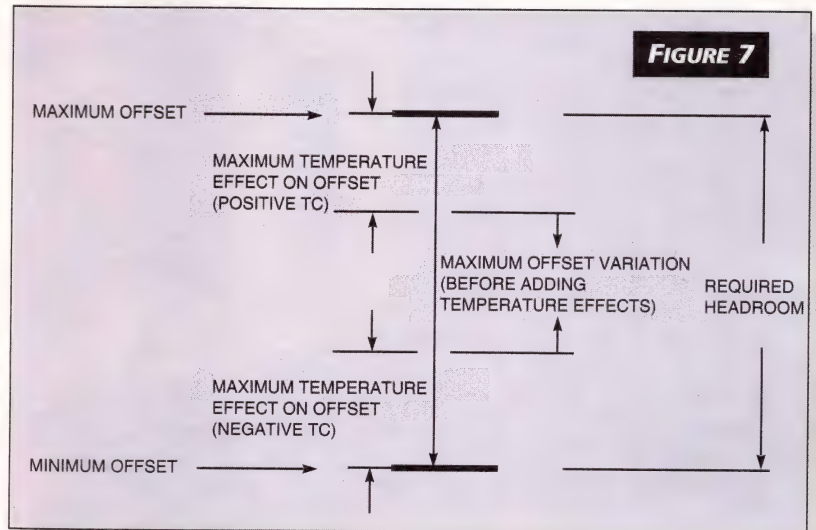 FIGURE 7
MAXIMUM OFFSET
MAXIMUM TEMPERATURE
EFFECT ON OFFSET
(POSITIVE TC)
MAXIMUM OFFSET VARIATION
(BEFORE ADDING
TEMPERATURE EFFECTS)
REQUIRED
HEADROOM
MAXIMUM TEMPERATURE
EFFECT ON OFFSET
(NEGATIVE TC)
MINIMUM OFFSET